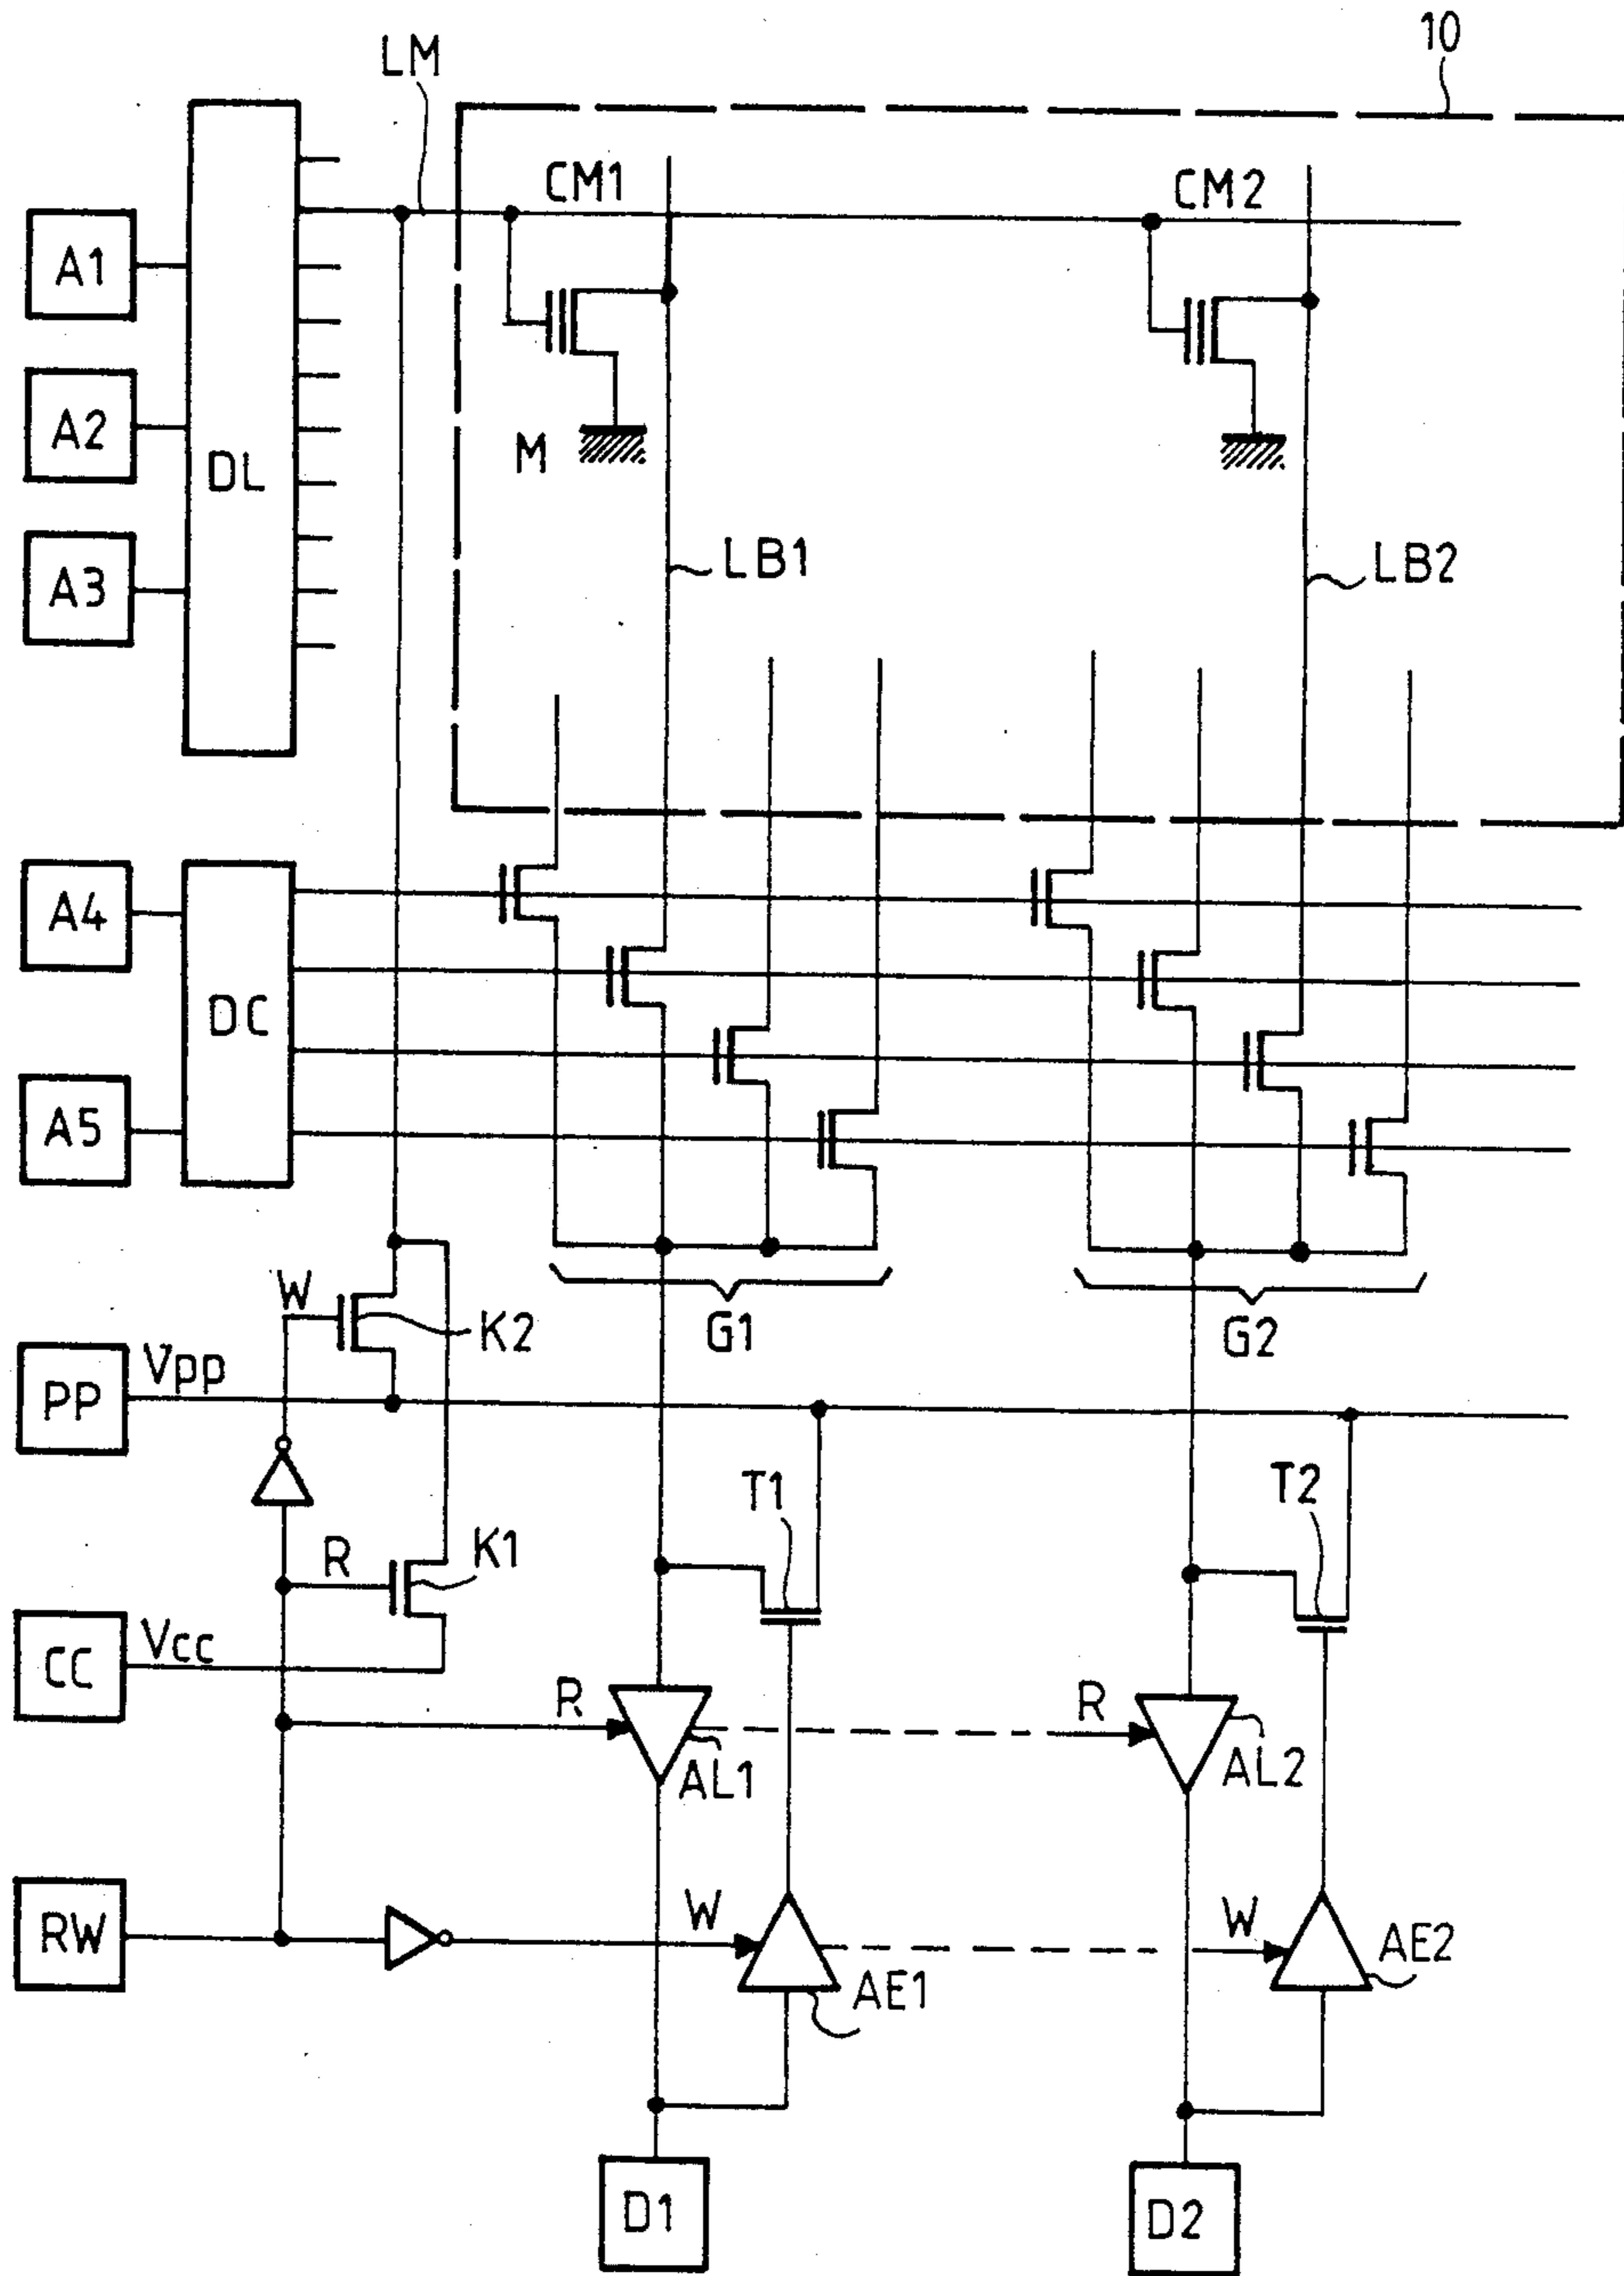 10
LM
CM1
CM2
A1
A2
DL
M
A3
LB1
LB2
A4
DC
A5
W
K2
G1
G2
PP
Vpp
T1
T2
R
K1
CC
Vcc
R
R
AL1
AL2
RW
W
W
AE1
AE2
D1
D2